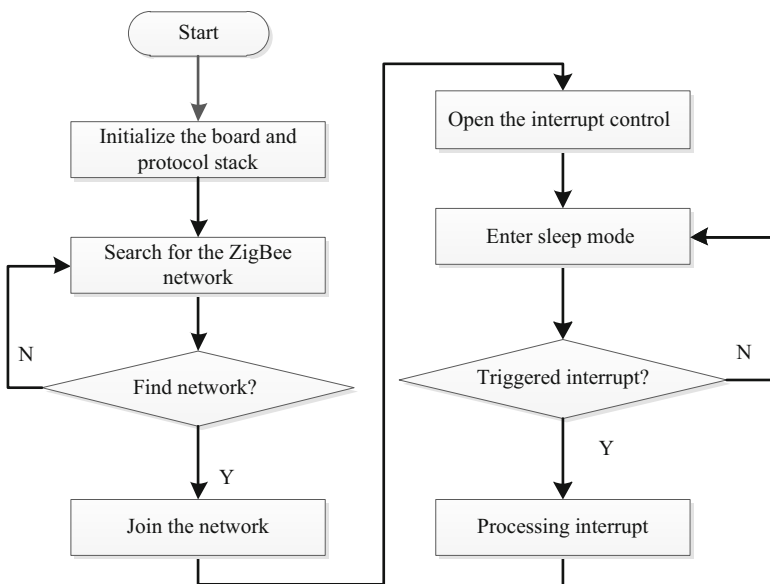 Start
Initialize the board and
protocol stack
Search for the ZigBee
network
N
Find network?
Y
Join the network
Open the interrupt control
Enter sleep mode
Triggered interrupt?
N
Y
Processing interrupt